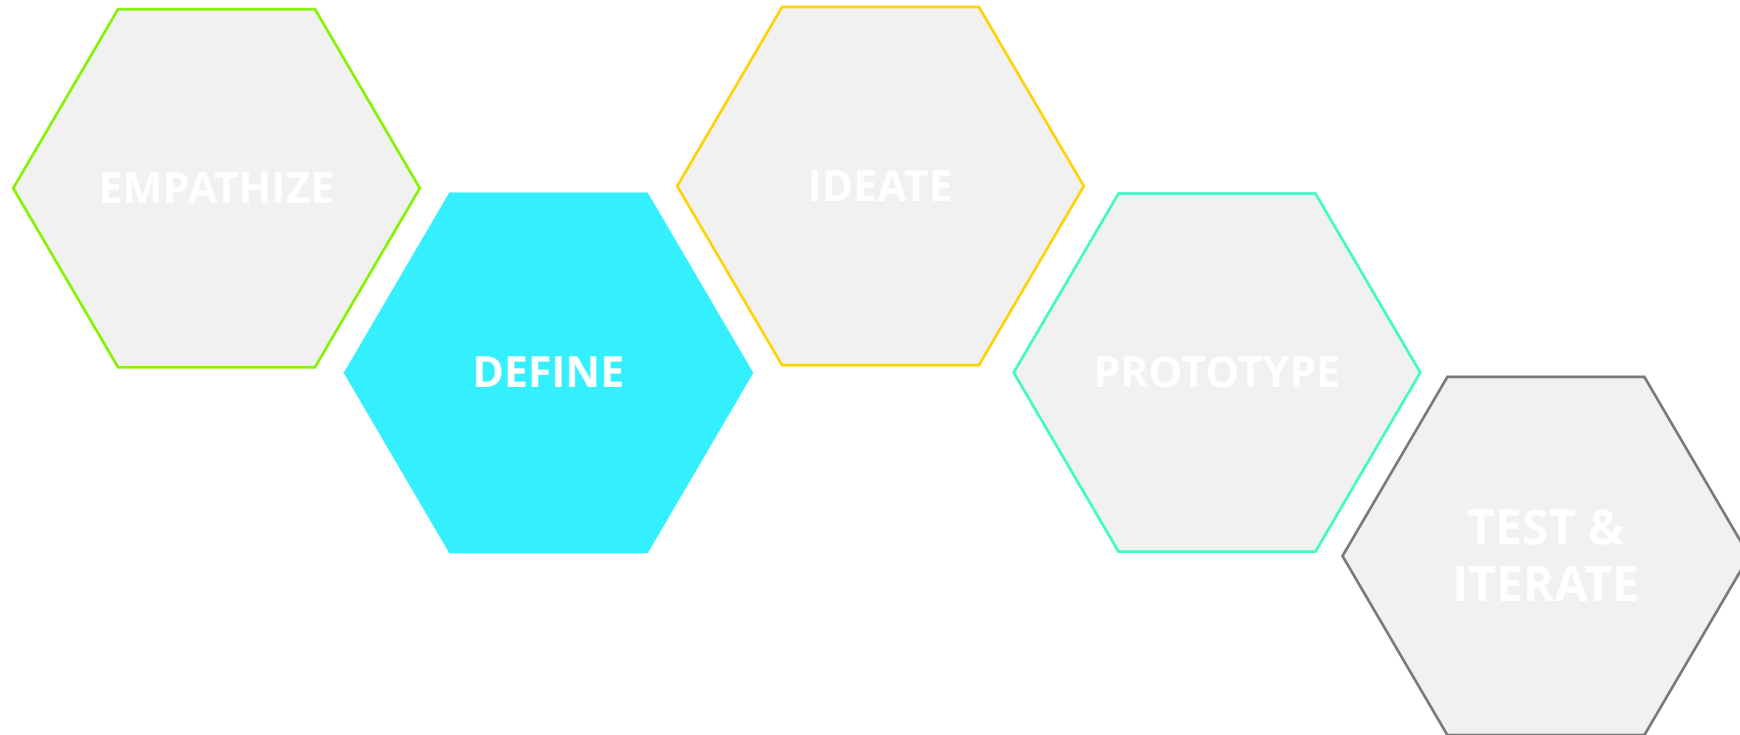 EMPATHIZE
DEFINE
IDEATE
PROTOTYPE
TEST &
ITERATE